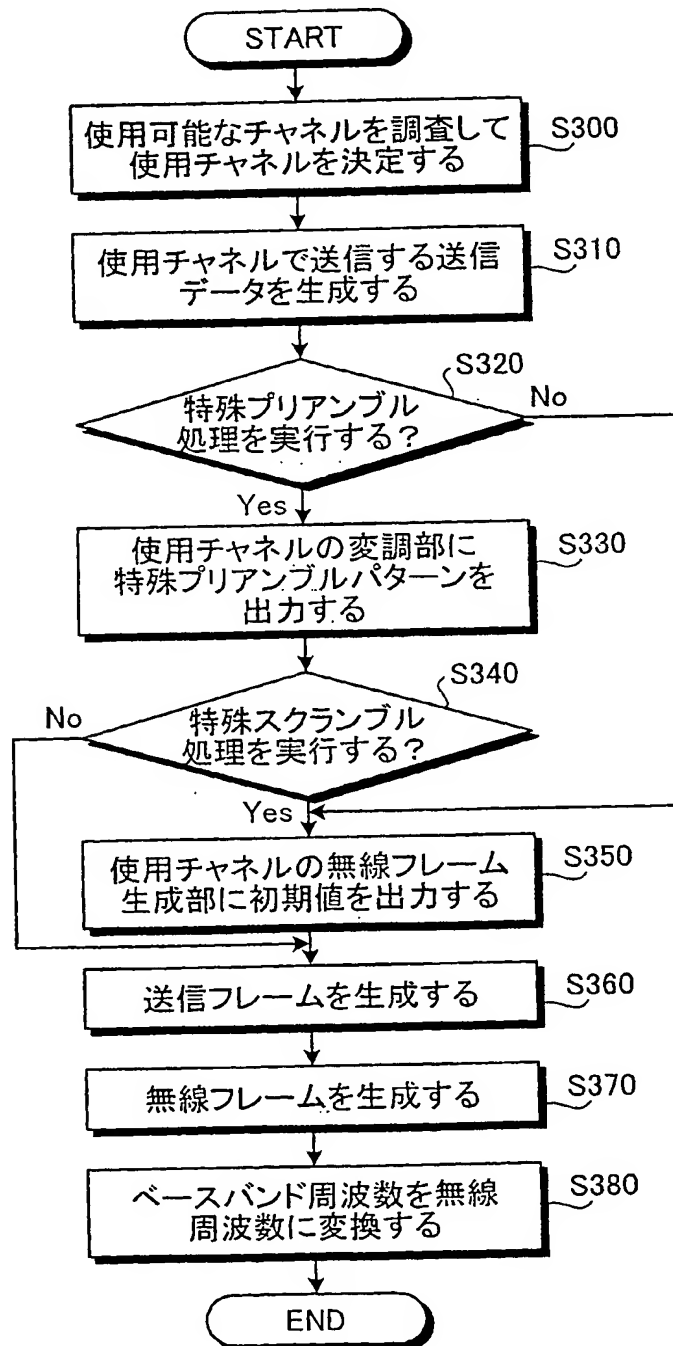 START
使用可能なチャネルを調査して
使用チャネルを決定する
S300
使用チャネルで送信する送信
データを生成する
S310
S320
特殊プリアンブル
処理を実行する?
No
Yes
使用チャネルの変調部に
特殊プリアンブルパターンを
出力する
S330
S340
No
特殊スクランブル
処理を実行する?
Yes
使用チャネルの無線フレーム
生成部に初期値を出力する
S350
送信フレームを生成する
S360
無線フレームを生成する
S370
ベースバンド周波数を無線
周波数に変換する
S380
END